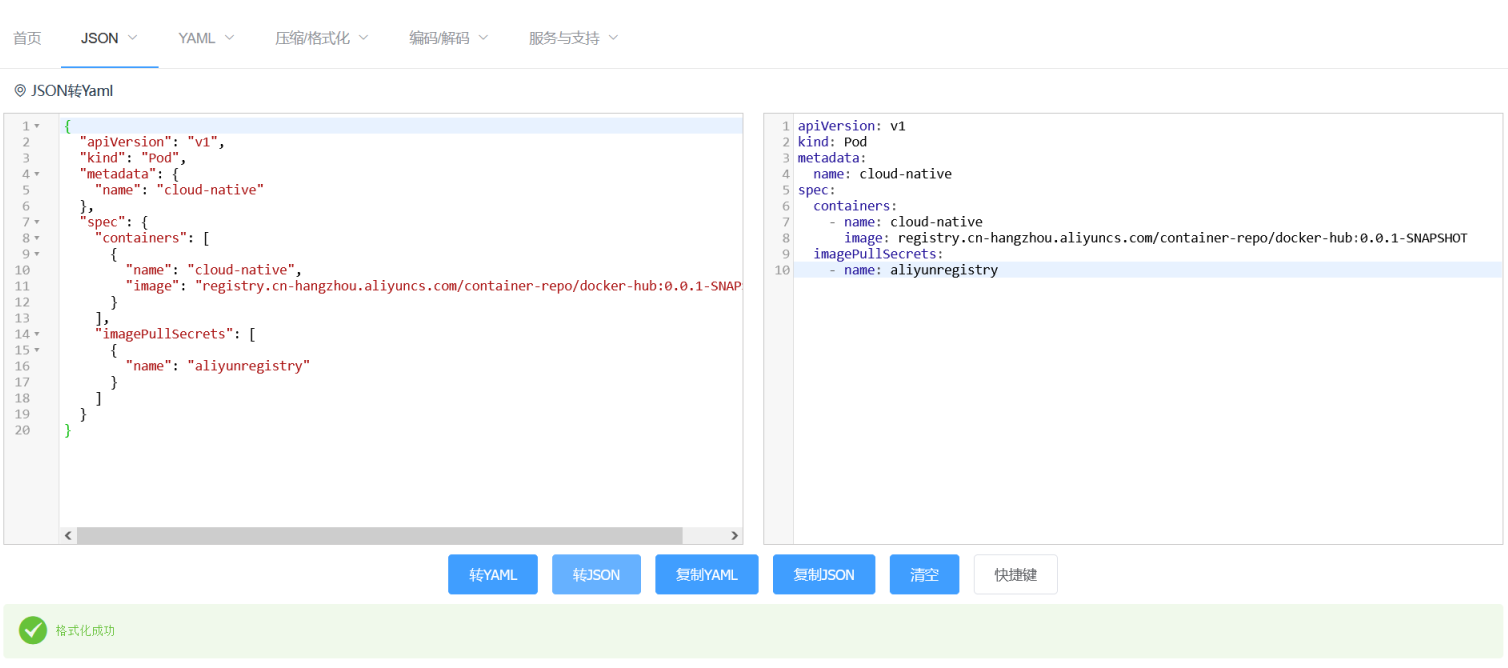 首页 JSON YAML 压缩/格式化 编码/解码 服务与支持
JSON转Yaml
1 {
2 "apiVersion": "v1",
3 "kind": "Pod",
4 "metadata": {
5 "name": "cloud-native"
6 },
7 "spec": {
8 "containers": [
9 {
10 "name": "cloud-native",
11 "image": "registry.cn-hangzhou.aliyuncs.com/container-repo/docker-hub:0.0.1-SNAP
12 }
13 ],
14 "imagePullSecrets": [
15 {
16 "name": "aliyunregistry"
17 }
18 ]
19 }
20 }
1 apiVersion: v1
2 kind: Pod
3 metadata:
4 name: cloud-native
5 spec:
6 containers:
7 - name: cloud-native
8 image: registry.cn-hangzhou.aliyuncs.com/container-repo/docker-hub:0.0.1-SNAPSHOT
9 imagePullSecrets:
10 - name: aliyunregistry
转YAML 转JSON 复制YAML 复制JSON 清空 快捷键
格式化成功